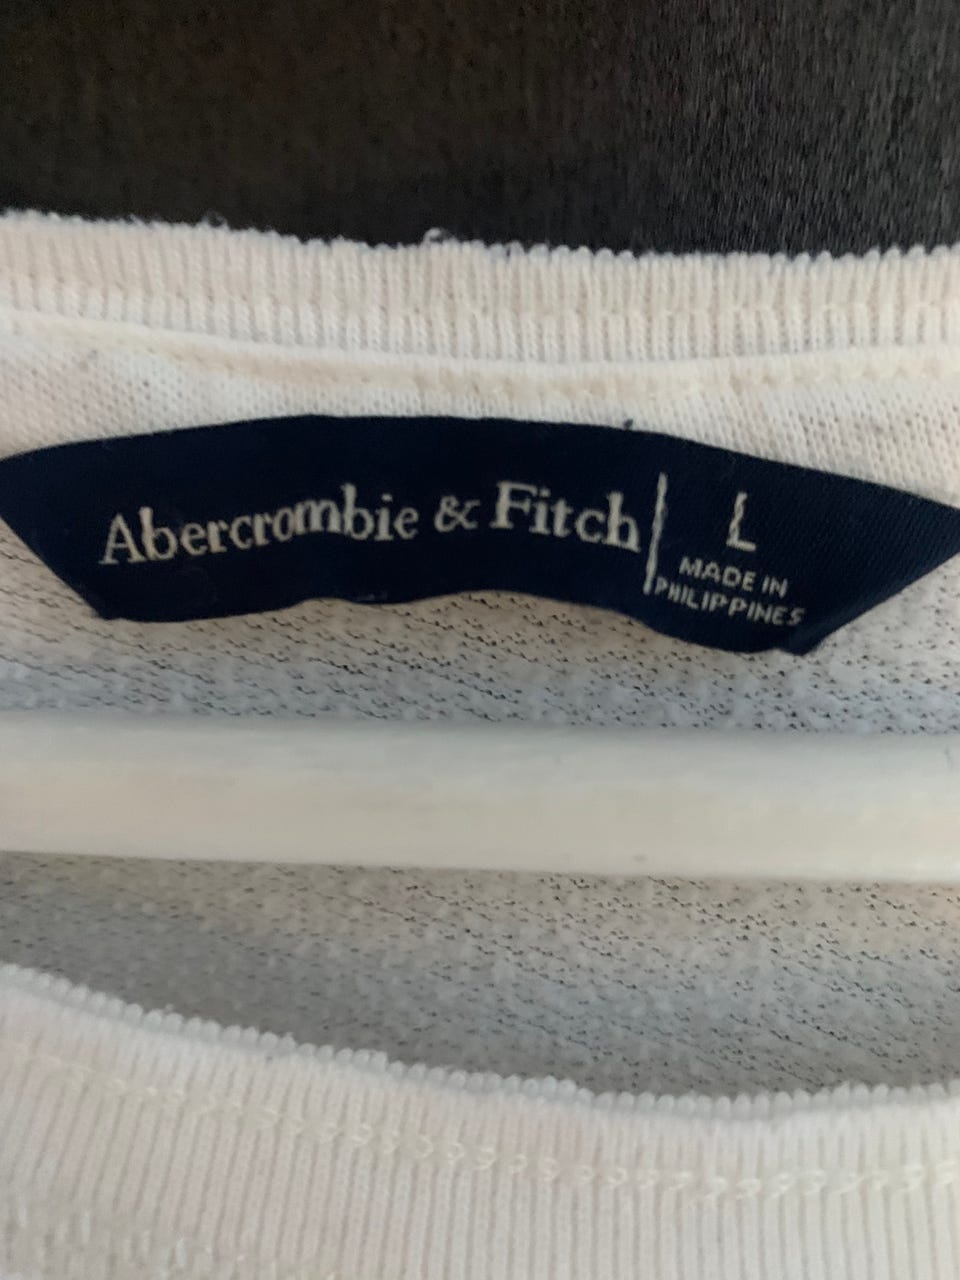 Abercrombie & Fitch
L
MADE IN
PHILIPPINES